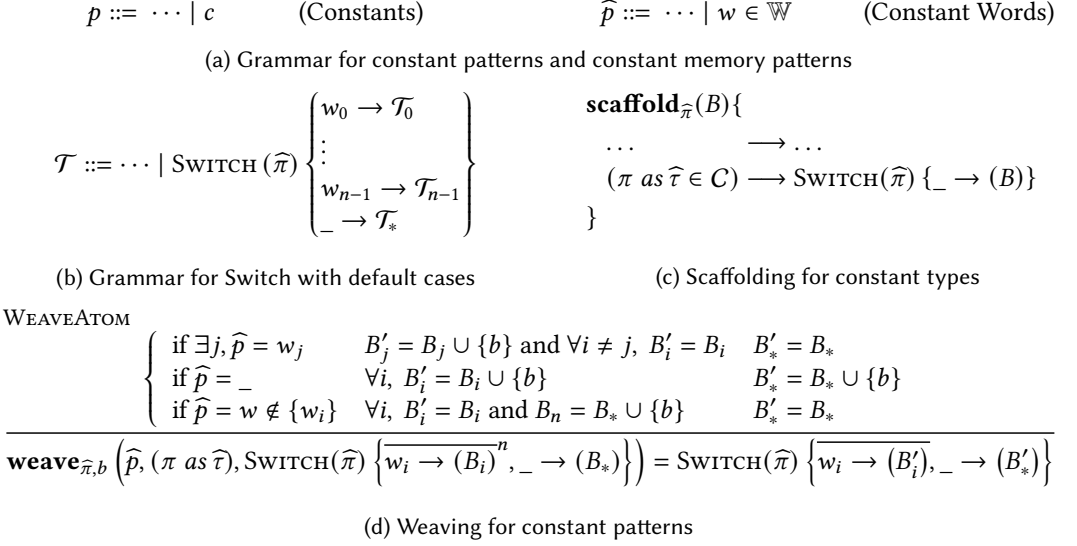 p ::= ⋯ | c (Constants) p̂ ::= ⋯ | w ∈ 𝕎 (Constant Words)
(a) Grammar for constant patterns and constant memory patterns
𝒯 ::= ⋯ | Switch (π̂) { w₀ → 𝒯₀
⋮
wₙ₋₁ → 𝒯ₙ₋₁
_ → 𝒯∗ }
(b) Grammar for Switch with default cases
scaffold_π̂(B){
… ⟶ …
(π as τ̂ ∈ C) ⟶ Switch(π̂) {_ → (B)}
}
(c) Scaffolding for constant types
WeaveAtom
{ if ∃j, p̂ = wⱼ B′ⱼ = Bⱼ ∪ {b} and ∀i ≠ j, B′ᵢ = Bᵢ B′∗ = B∗
if p̂ = _ ∀i, B′ᵢ = Bᵢ ∪ {b} B′∗ = B∗ ∪ {b}
if p̂ = w ∉ {wᵢ} ∀i, B′ᵢ = Bᵢ and Bₙ = B∗ ∪ {b} B′∗ = B∗
weave_π̂,b (p̂, (π as τ̂), Switch(π̂) {wᵢ → (Bᵢ)ⁿ, _ → (B∗)}) = Switch(π̂) {wᵢ → (B′ᵢ), _ → (B′∗)}
(d) Weaving for constant patterns